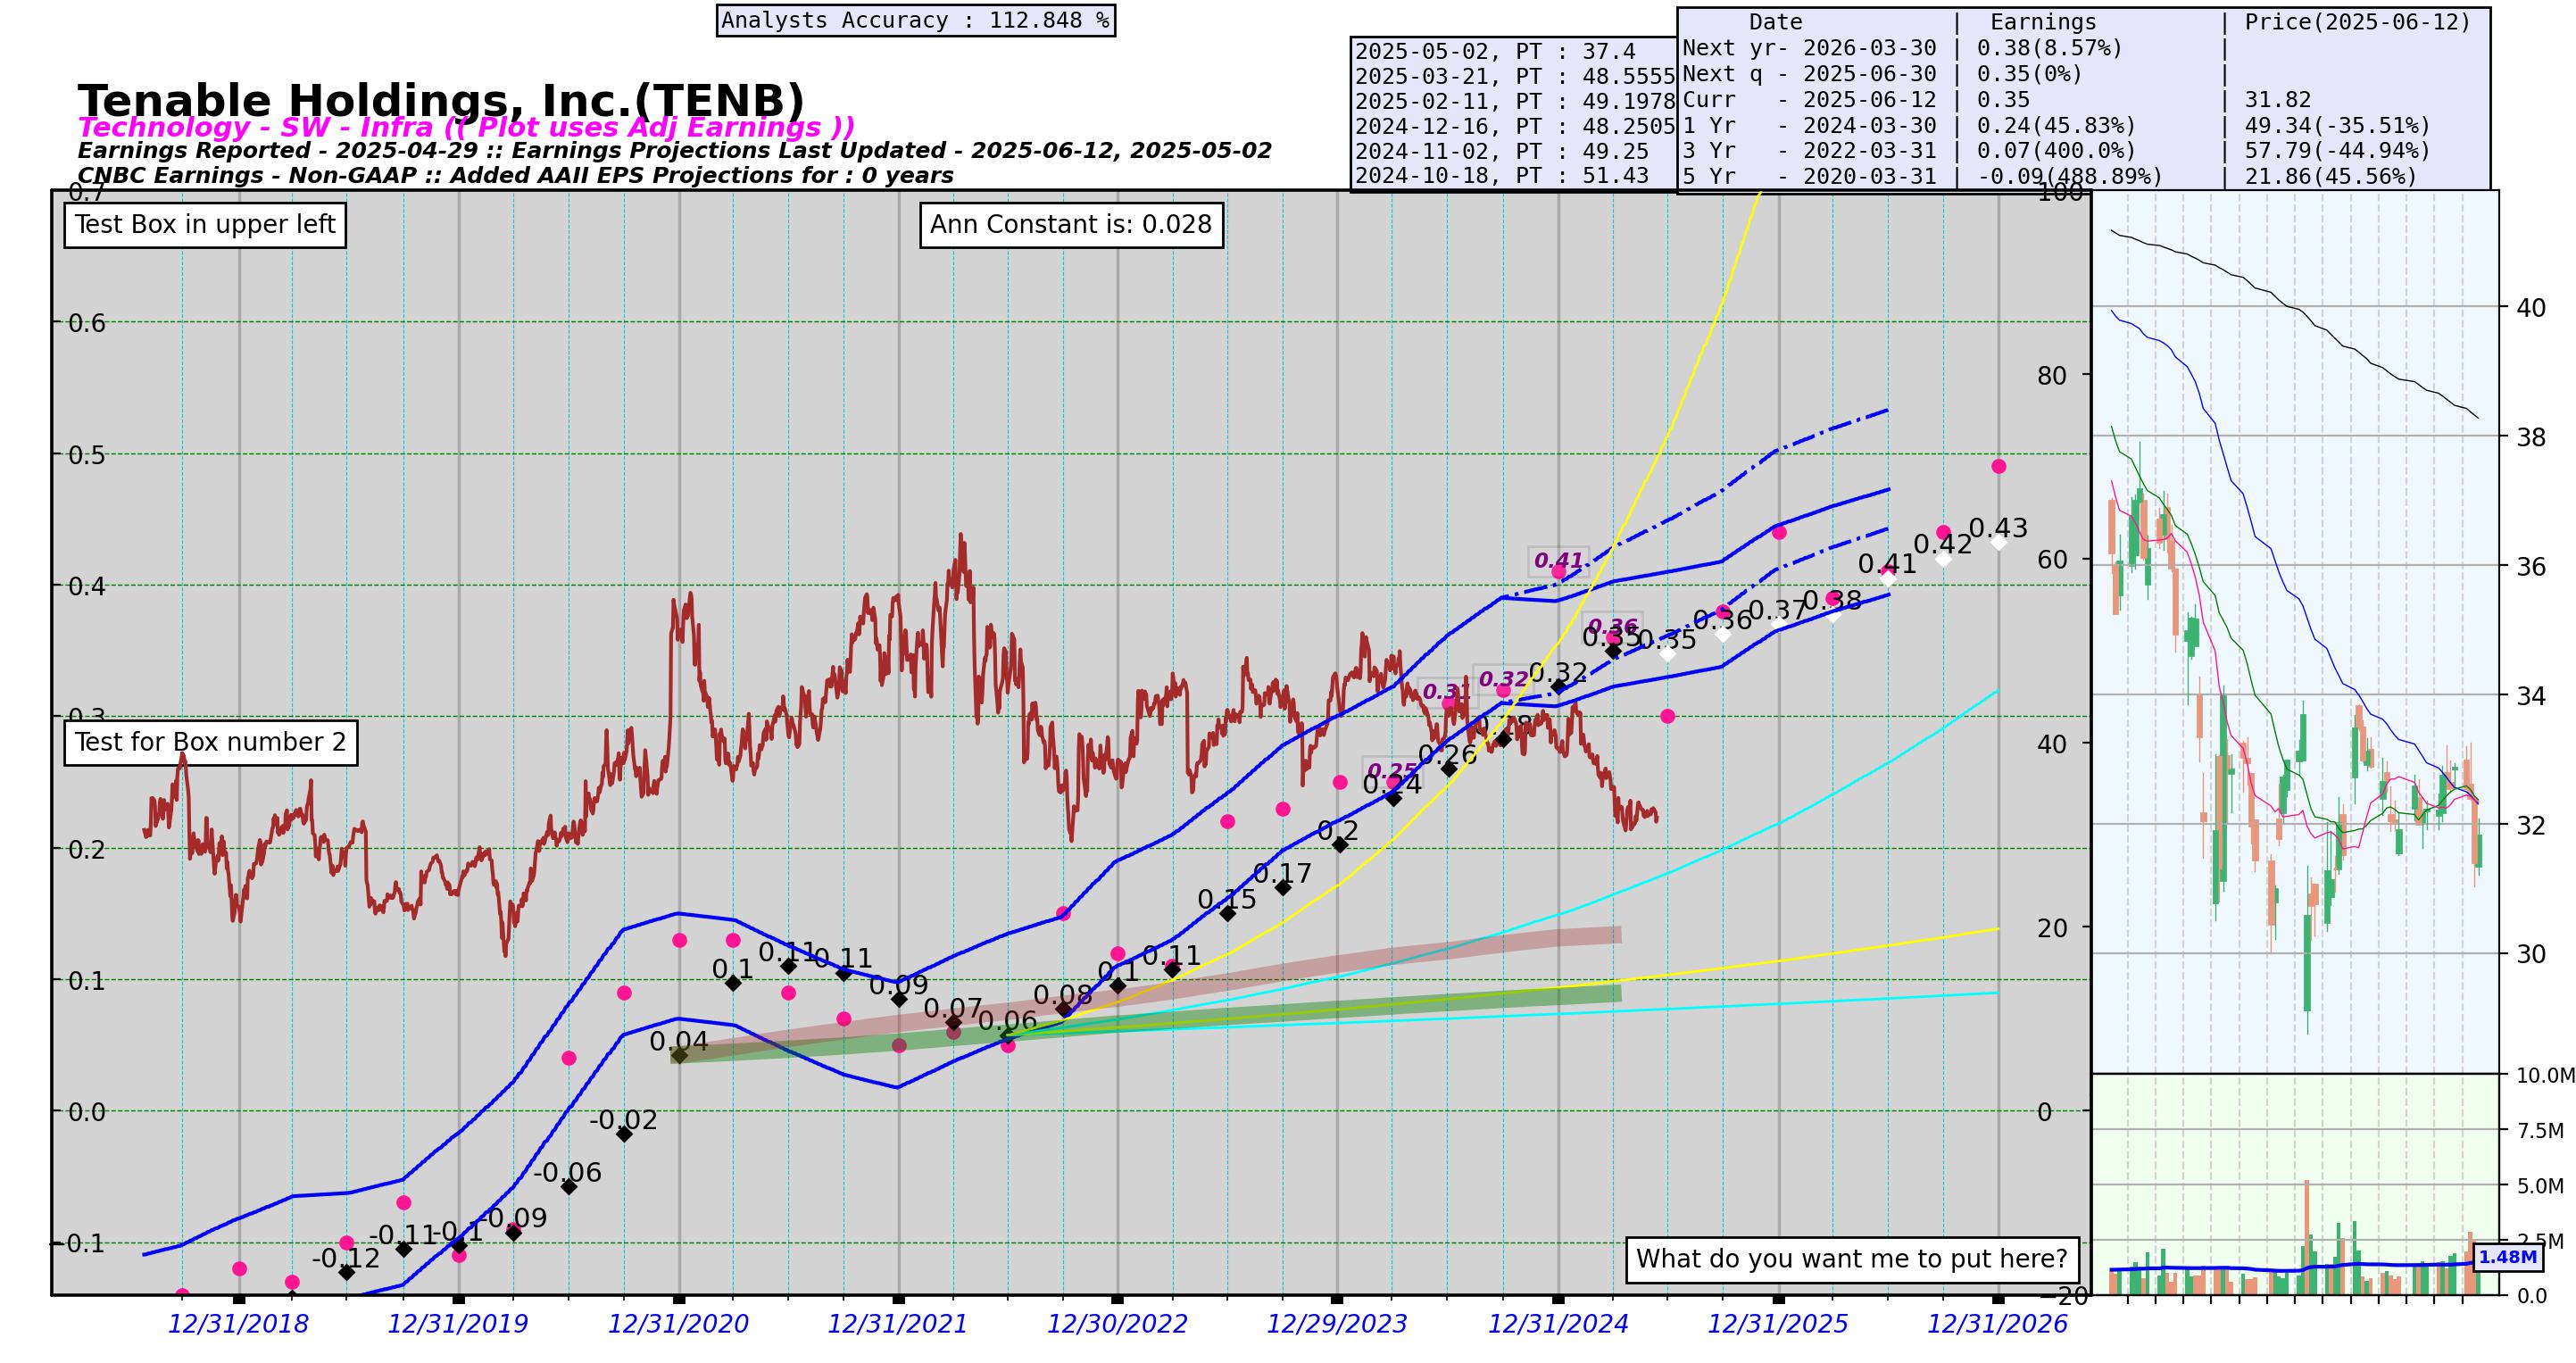 Analysts Accuracy : 112.848 %
Tenable Holdings, Inc.(TENB)
Technology - SW - Infra (( Plot uses Adj Earnings ))
Earnings Reported - 2025-04-29 :: Earnings Projections Last Updated - 2025-06-12, 2025-05-02
CNBC Earnings - Non-GAAP :: Added AAII EPS Projections for : 0 years
2025-05-02, PT : 37.4
2025-03-21, PT : 48.5555
2025-02-11, PT : 49.1978
2024-12-16, PT : 48.2505
2024-11-02, PT : 49.25
2024-10-18, PT : 51.43
Date | Earnings | Price(2025-06-12)
Next yr- 2026-03-30 | 0.38(8.57%) |
Next q - 2025-06-30 | 0.35(0%) |
Curr - 2025-06-12 | 0.35 | 31.82
1 Yr - 2024-03-30 | 0.24(45.83%) | 49.34(-35.51%)
3 Yr - 2022-03-31 | 0.07(400.0%) | 57.79(-44.94%)
5 Yr - 2020-03-31 | -0.09(488.89%) | 21.86(45.56%)
Test Box in upper left
Ann Constant is: 0.028
Test for Box number 2
What do you want me to put here?
0.7
0.6
0.5
0.4
0.3
0.2
0.1
0.0
−0.1
-0.12
-0.11
-0.1
-0.09
-0.06
-0.02
0.04
0.1
0.11
0.11
0.09
0.07
0.06
0.08
0.1
0.11
0.15
0.17
0.2
0.24
0.26
0.28
0.32
0.35
0.35
0.36
0.37
0.38
0.41
0.42
0.43
0.25
0.31
0.32
0.41
0.36
100
80
60
40
20
0
−20
40
38
36
34
32
30
10.0M
7.5M
5.0M
2.5M
0.0
1.48M
12/31/2018
12/31/2019
12/31/2020
12/31/2021
12/30/2022
12/29/2023
12/31/2024
12/31/2025
12/31/2026